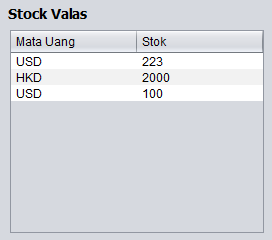 Stock Valas
Mata Uang Stok
USD 223
HKD 2000
USD 100